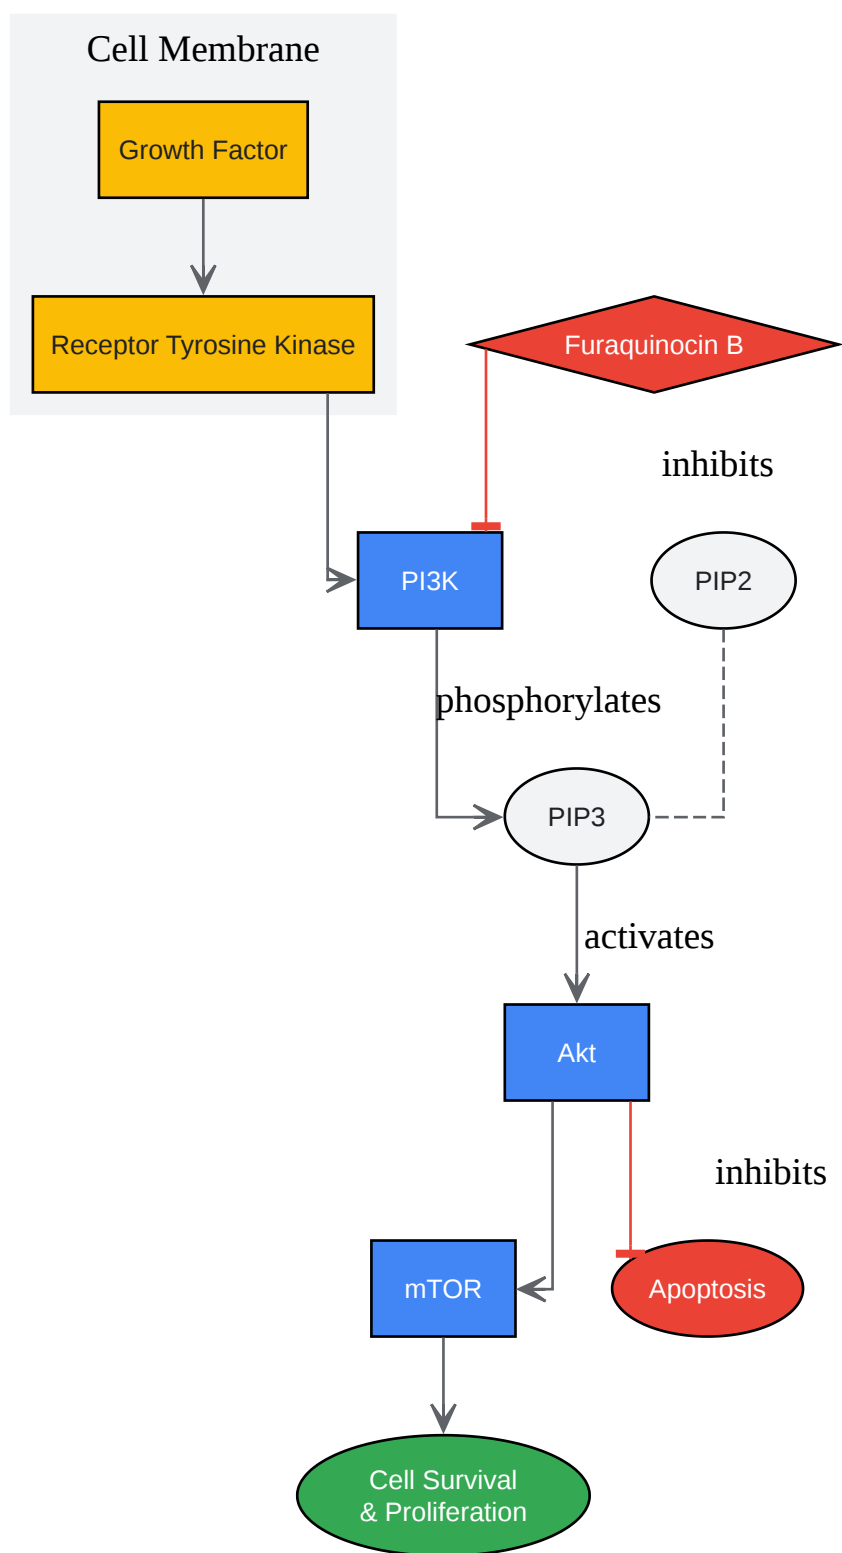 Cell Membrane
Growth Factor
Receptor Tyrosine Kinase
Furaquinocin B
inhibits
PI3K
PIP2
phosphorylates
PIP3
activates
Akt
inhibits
mTOR
Apoptosis
Cell Survival
& Proliferation